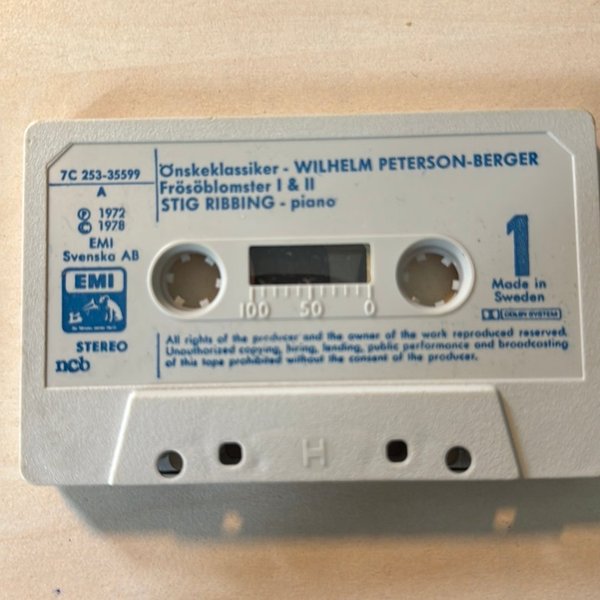 7C 253-35599
A
Ⓟ 1972
© 1978
EMI
Svenska AB
EMI
STEREO
ncb
Önskeklassiker - WILHELM PETERSON-BERGER
Frösöblomster I & II
STIG RIBBING - piano
1
Made in
Sweden
DOLBY SYSTEM
100 50 0
All rights of the producer and the owner of the work reproduced reserved.
Unauthorized copying, hiring, lending, public performance and broadcasting
of this tape prohibited without the consent of the producer.
H